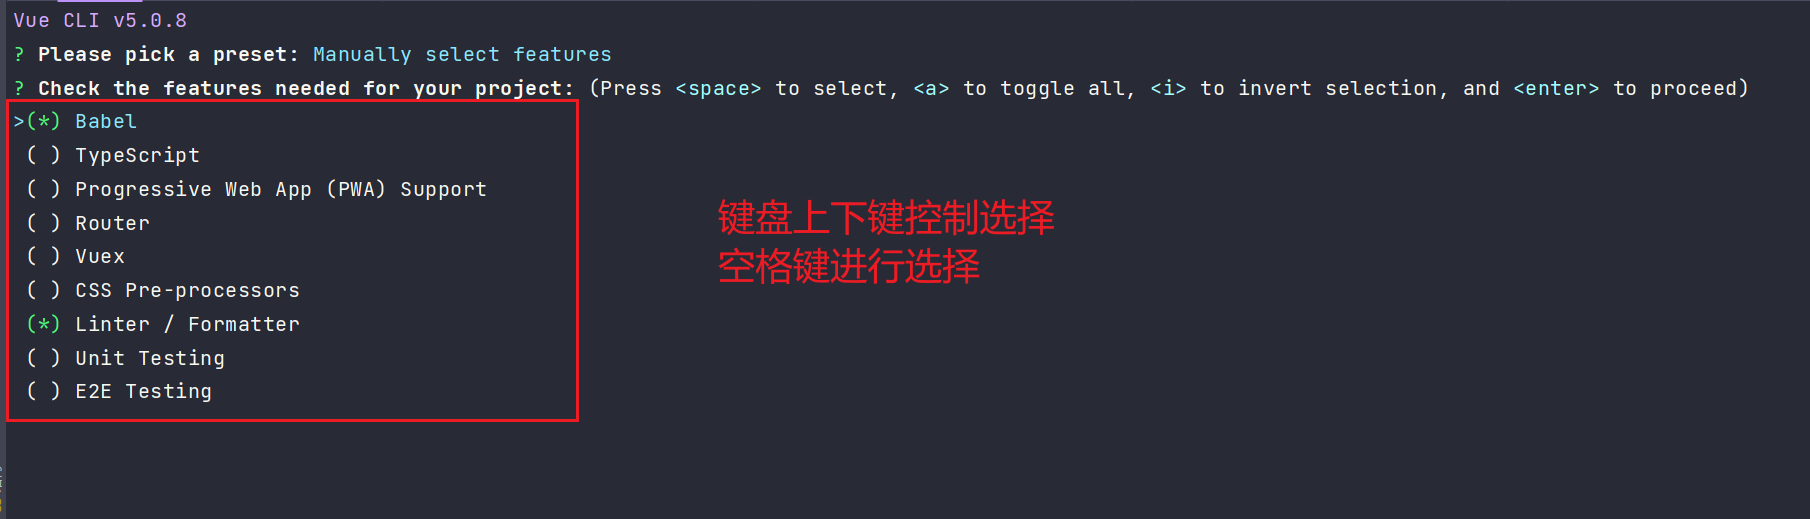 Vue CLI v5.0.8
? Please pick a preset: Manually select features
? Check the features needed for your project: (Press <space> to select, <a> to toggle all, <i> to invert selection, and <enter> to proceed)
>(*) Babel
( ) TypeScript
( ) Progressive Web App (PWA) Support
( ) Router
( ) Vuex
( ) CSS Pre-processors
(*) Linter / Formatter
( ) Unit Testing
( ) E2E Testing
键盘上下键控制选择
空格键进行选择